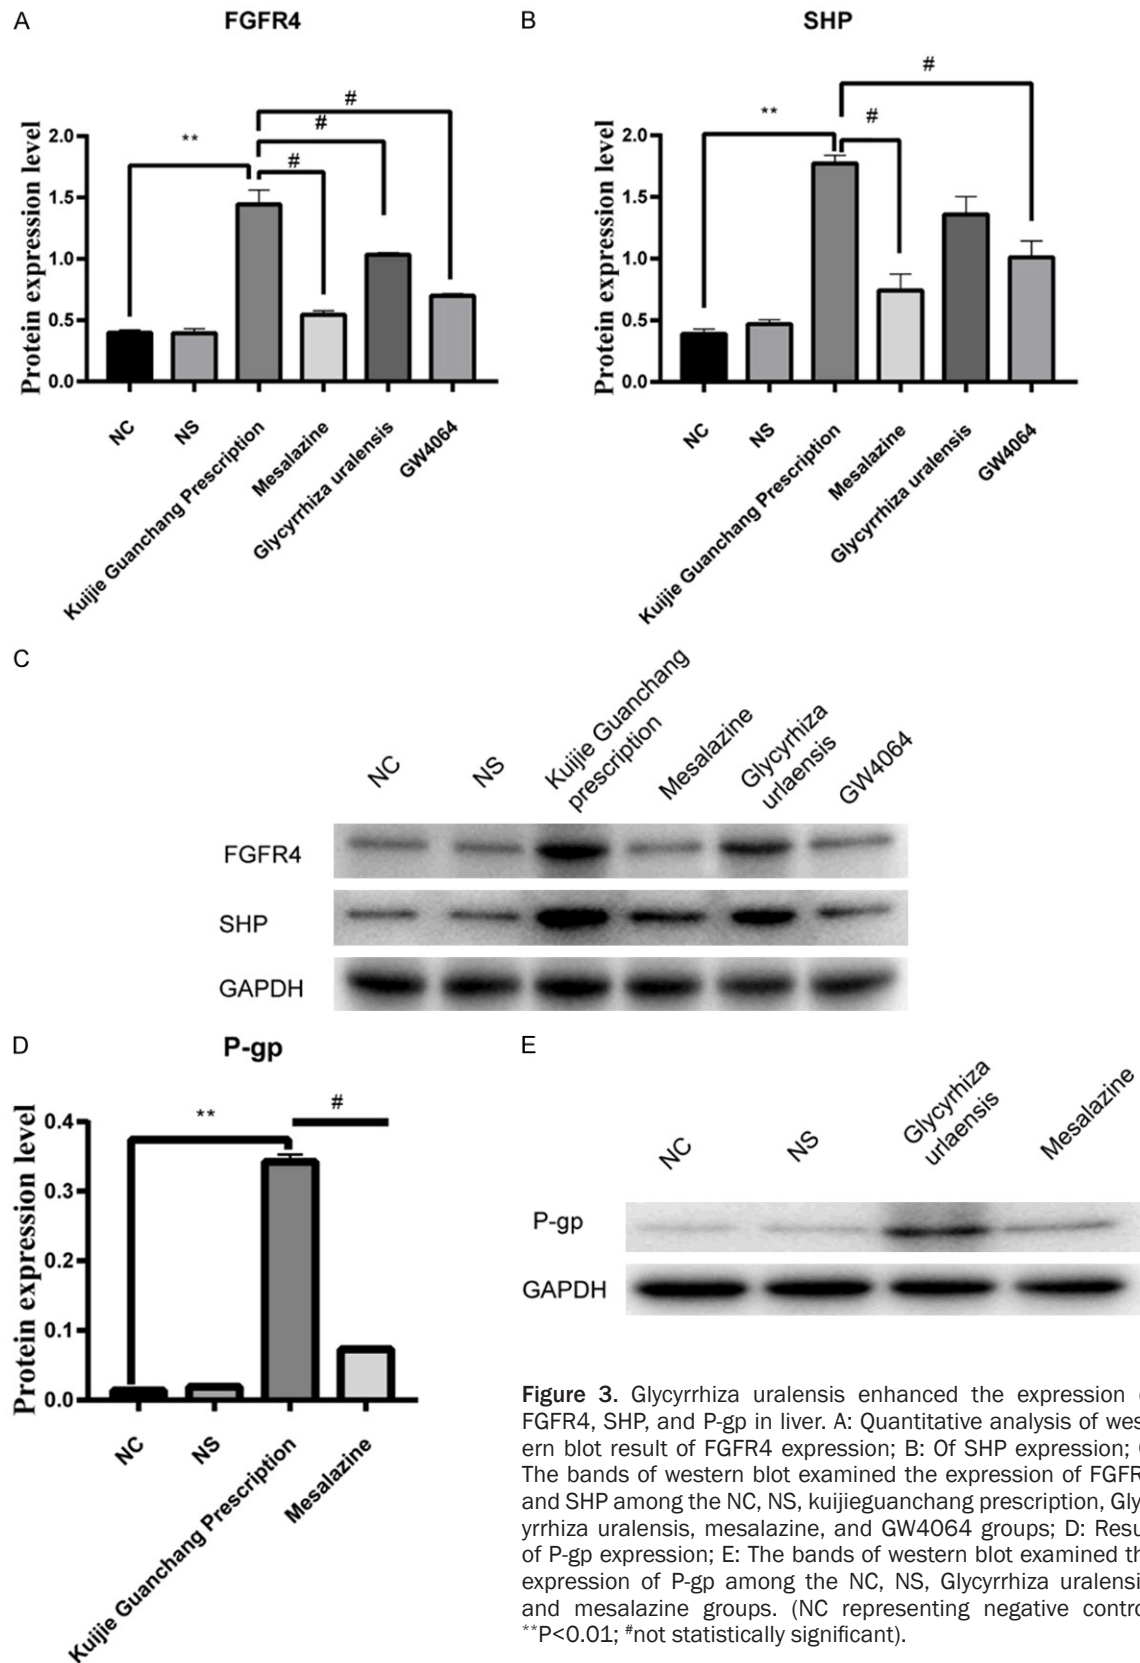 A
FGFR4
**
#
#
#
Protein expression level
2.0
1.5
1.0
0.5
0.0
NC
NS
Kuijie Guanchang Prescription
Mesalazine
Glycyrrhiza uralensis
GW4064
B
SHP
**
#
#
Protein expression level
2.0
1.5
1.0
0.5
0.0
NC
NS
Kuijie Guanchang Prescription
Mesalazine
Glycyrrhiza uralensis
GW4064
C
NC
NS
Kuijie Guanchang
prescription
Mesalazine
Glycyrhiza
urlaensis
GW4064
FGFR4
SHP
GAPDH
D
P-gp
**
#
Protein expression level
0.4
0.3
0.2
0.1
0.0
NC
NS
Kuijie Guanchang Prescription
Mesalazine
E
NC
NS
Glycyrhiza
urlaensis
Mesalazine
P-gp
GAPDH
Figure 3. Glycyrrhiza uralensis enhanced the expression
FGFR4, SHP, and P-gp in liver. A: Quantitative analysis of wes
ern blot result of FGFR4 expression; B: Of SHP expression;
The bands of western blot examined the expression of FGFR
and SHP among the NC, NS, kuijieguanchang prescription, Gly
yrrhiza uralensis, mesalazine, and GW4064 groups; D: Resu
of P-gp expression; E: The bands of western blot examined th
expression of P-gp among the NC, NS, Glycyrrhiza uralensi
and mesalazine groups. (NC representing negative contro
**P<0.01; #not statistically significant).